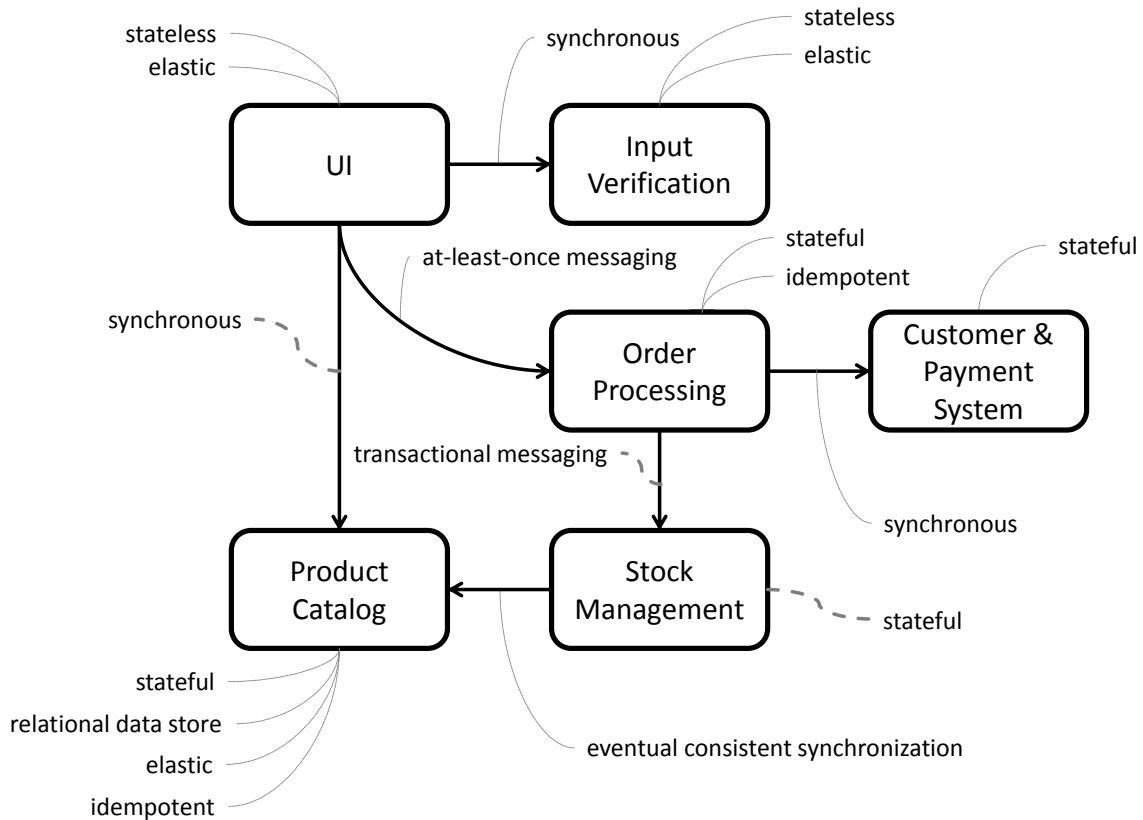 stateless
elastic
synchronous
stateless
elastic
UI
Input
Verification
at-least-once messaging
stateful
idempotent
stateful
synchronous
Order
Processing
Customer &
Payment
System
transactional messaging
synchronous
Product
Catalog
Stock
Management
stateful
stateful
relational data store
elastic
idempotent
eventual consistent synchronization